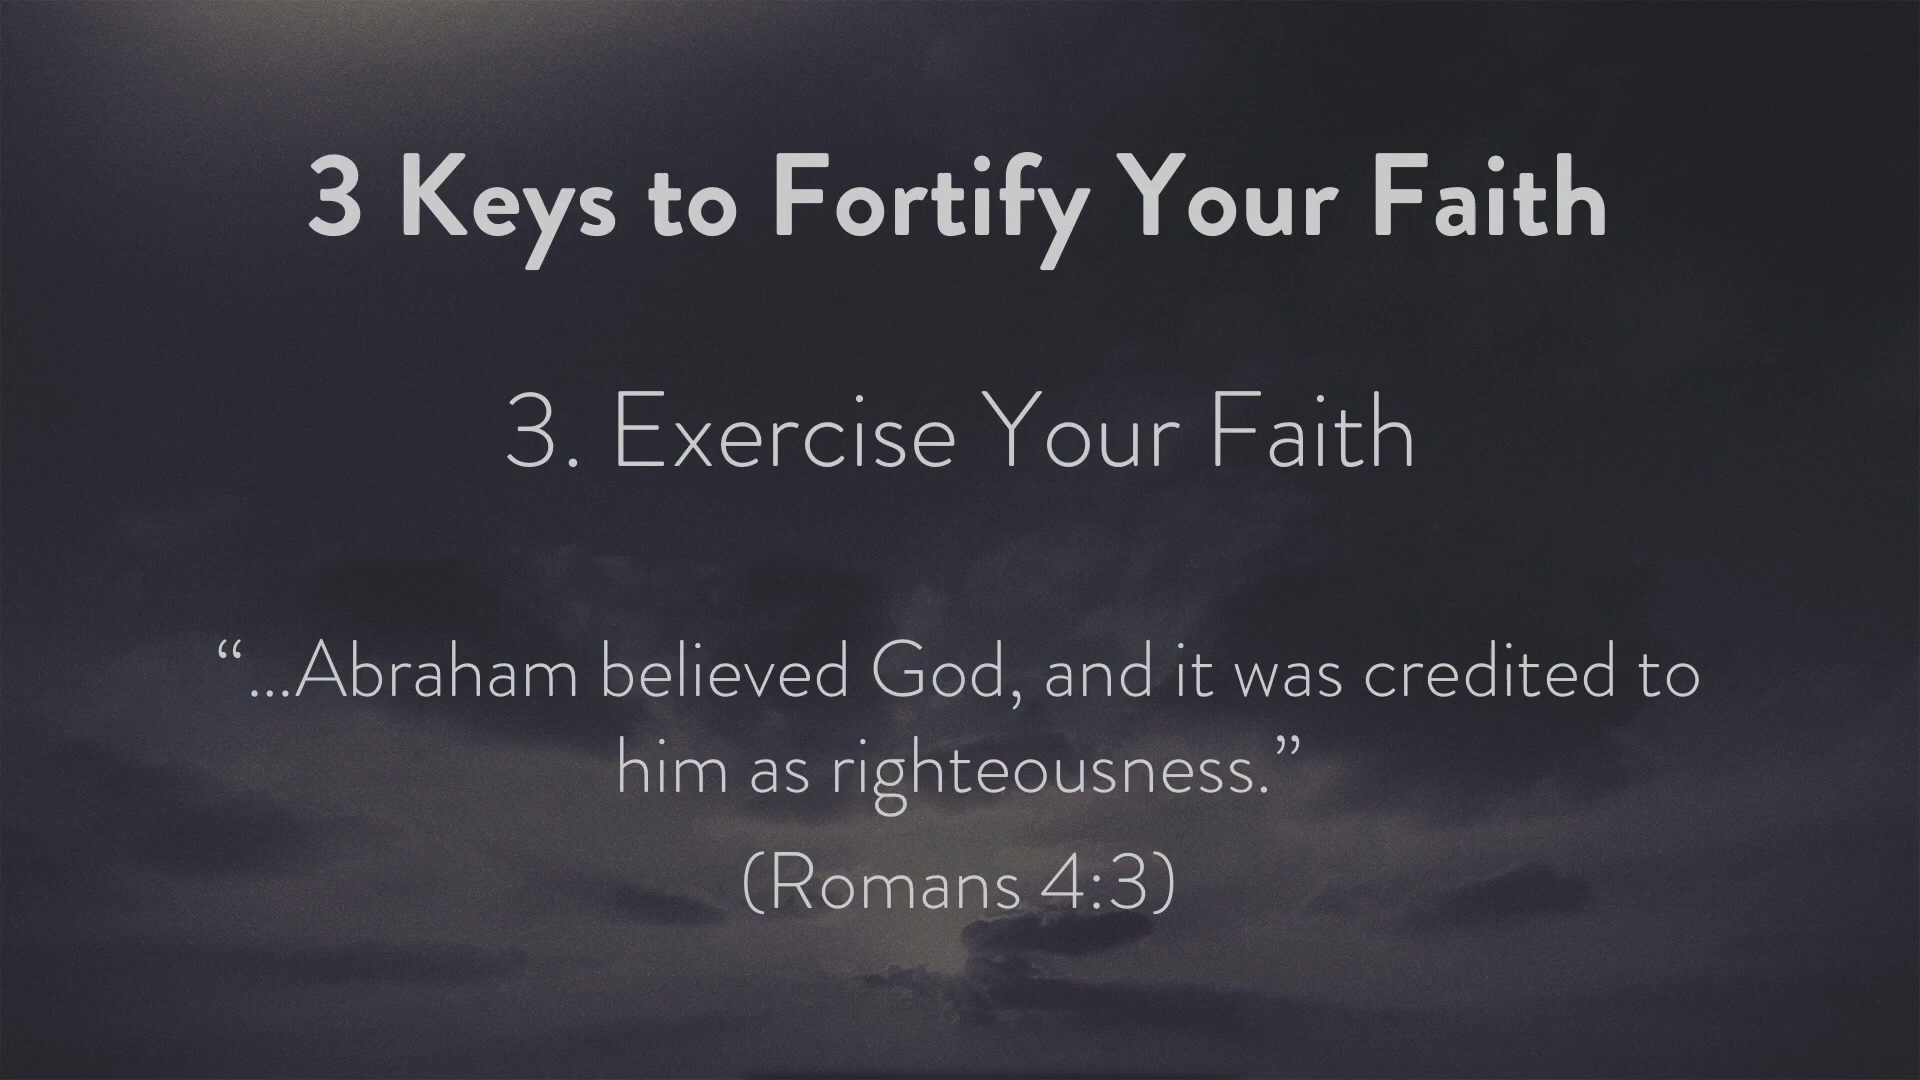 3 Keys to Fortify Your Faith
3. Exercise Your Faith
“...Abraham believed God, and it was credited to
him as righteousness.”
(Romans 4:3)